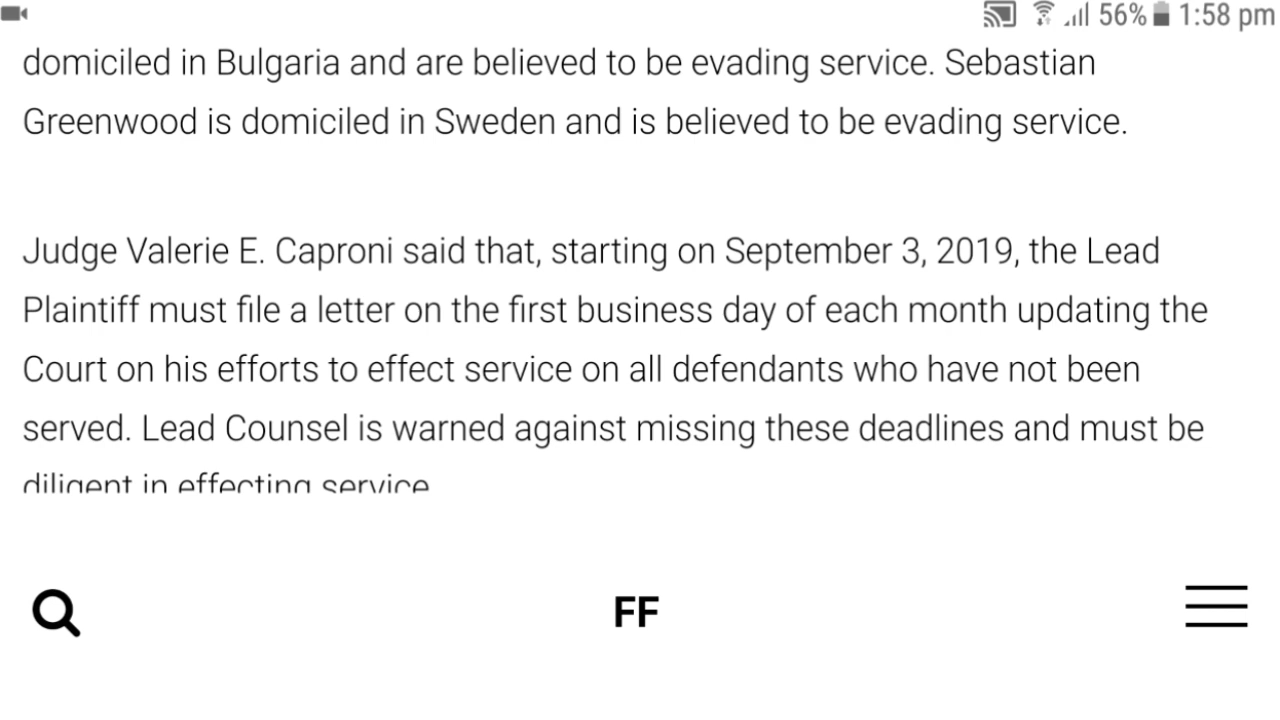 56% 1:58 pm
domiciled in Bulgaria and are believed to be evading service. Sebastian
Greenwood is domiciled in Sweden and is believed to be evading service.
Judge Valerie E. Caproni said that, starting on September 3, 2019, the Lead
Plaintiff must file a letter on the first business day of each month updating the
Court on his efforts to effect service on all defendants who have not been
served. Lead Counsel is warned against missing these deadlines and must be
diligent in effecting service
FF